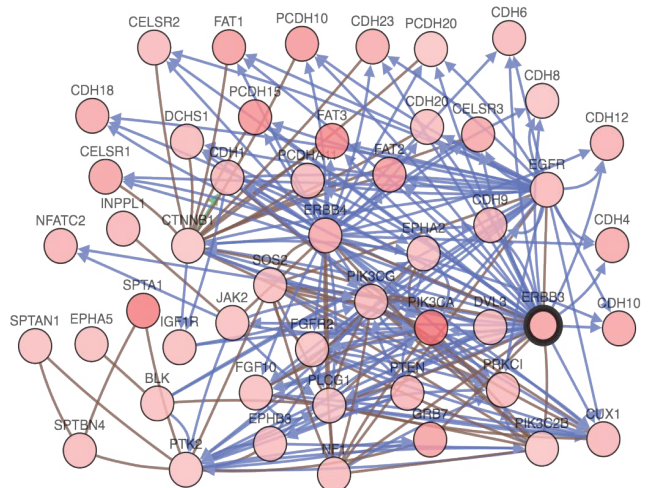 CELSR2
FAT1
PCDH10
CDH23
PCDH20
CDH6
CDH18
PCDH15
CDH8
DCHS1
FAT3
CDH20
CELSR3
CDH12
CELSR1
CDH1
FAT2
EGFR
INPPL1
CTNNB1
ERBB4
CDH9
NFATC2
EPHA2
CDH4
SOS2
SPTA1
PIK3CG
SPTAN1
EPHA5
IGF1R
JAK2
FGFR2
PIK3CA
DVL3
ERBB3
CDH10
BLK
FGF10
PLCG1
PTEN
PRKCI
SPTBN4
PTK2
EPHB3
NF1
GRB7
PIK3C2B
CUX1